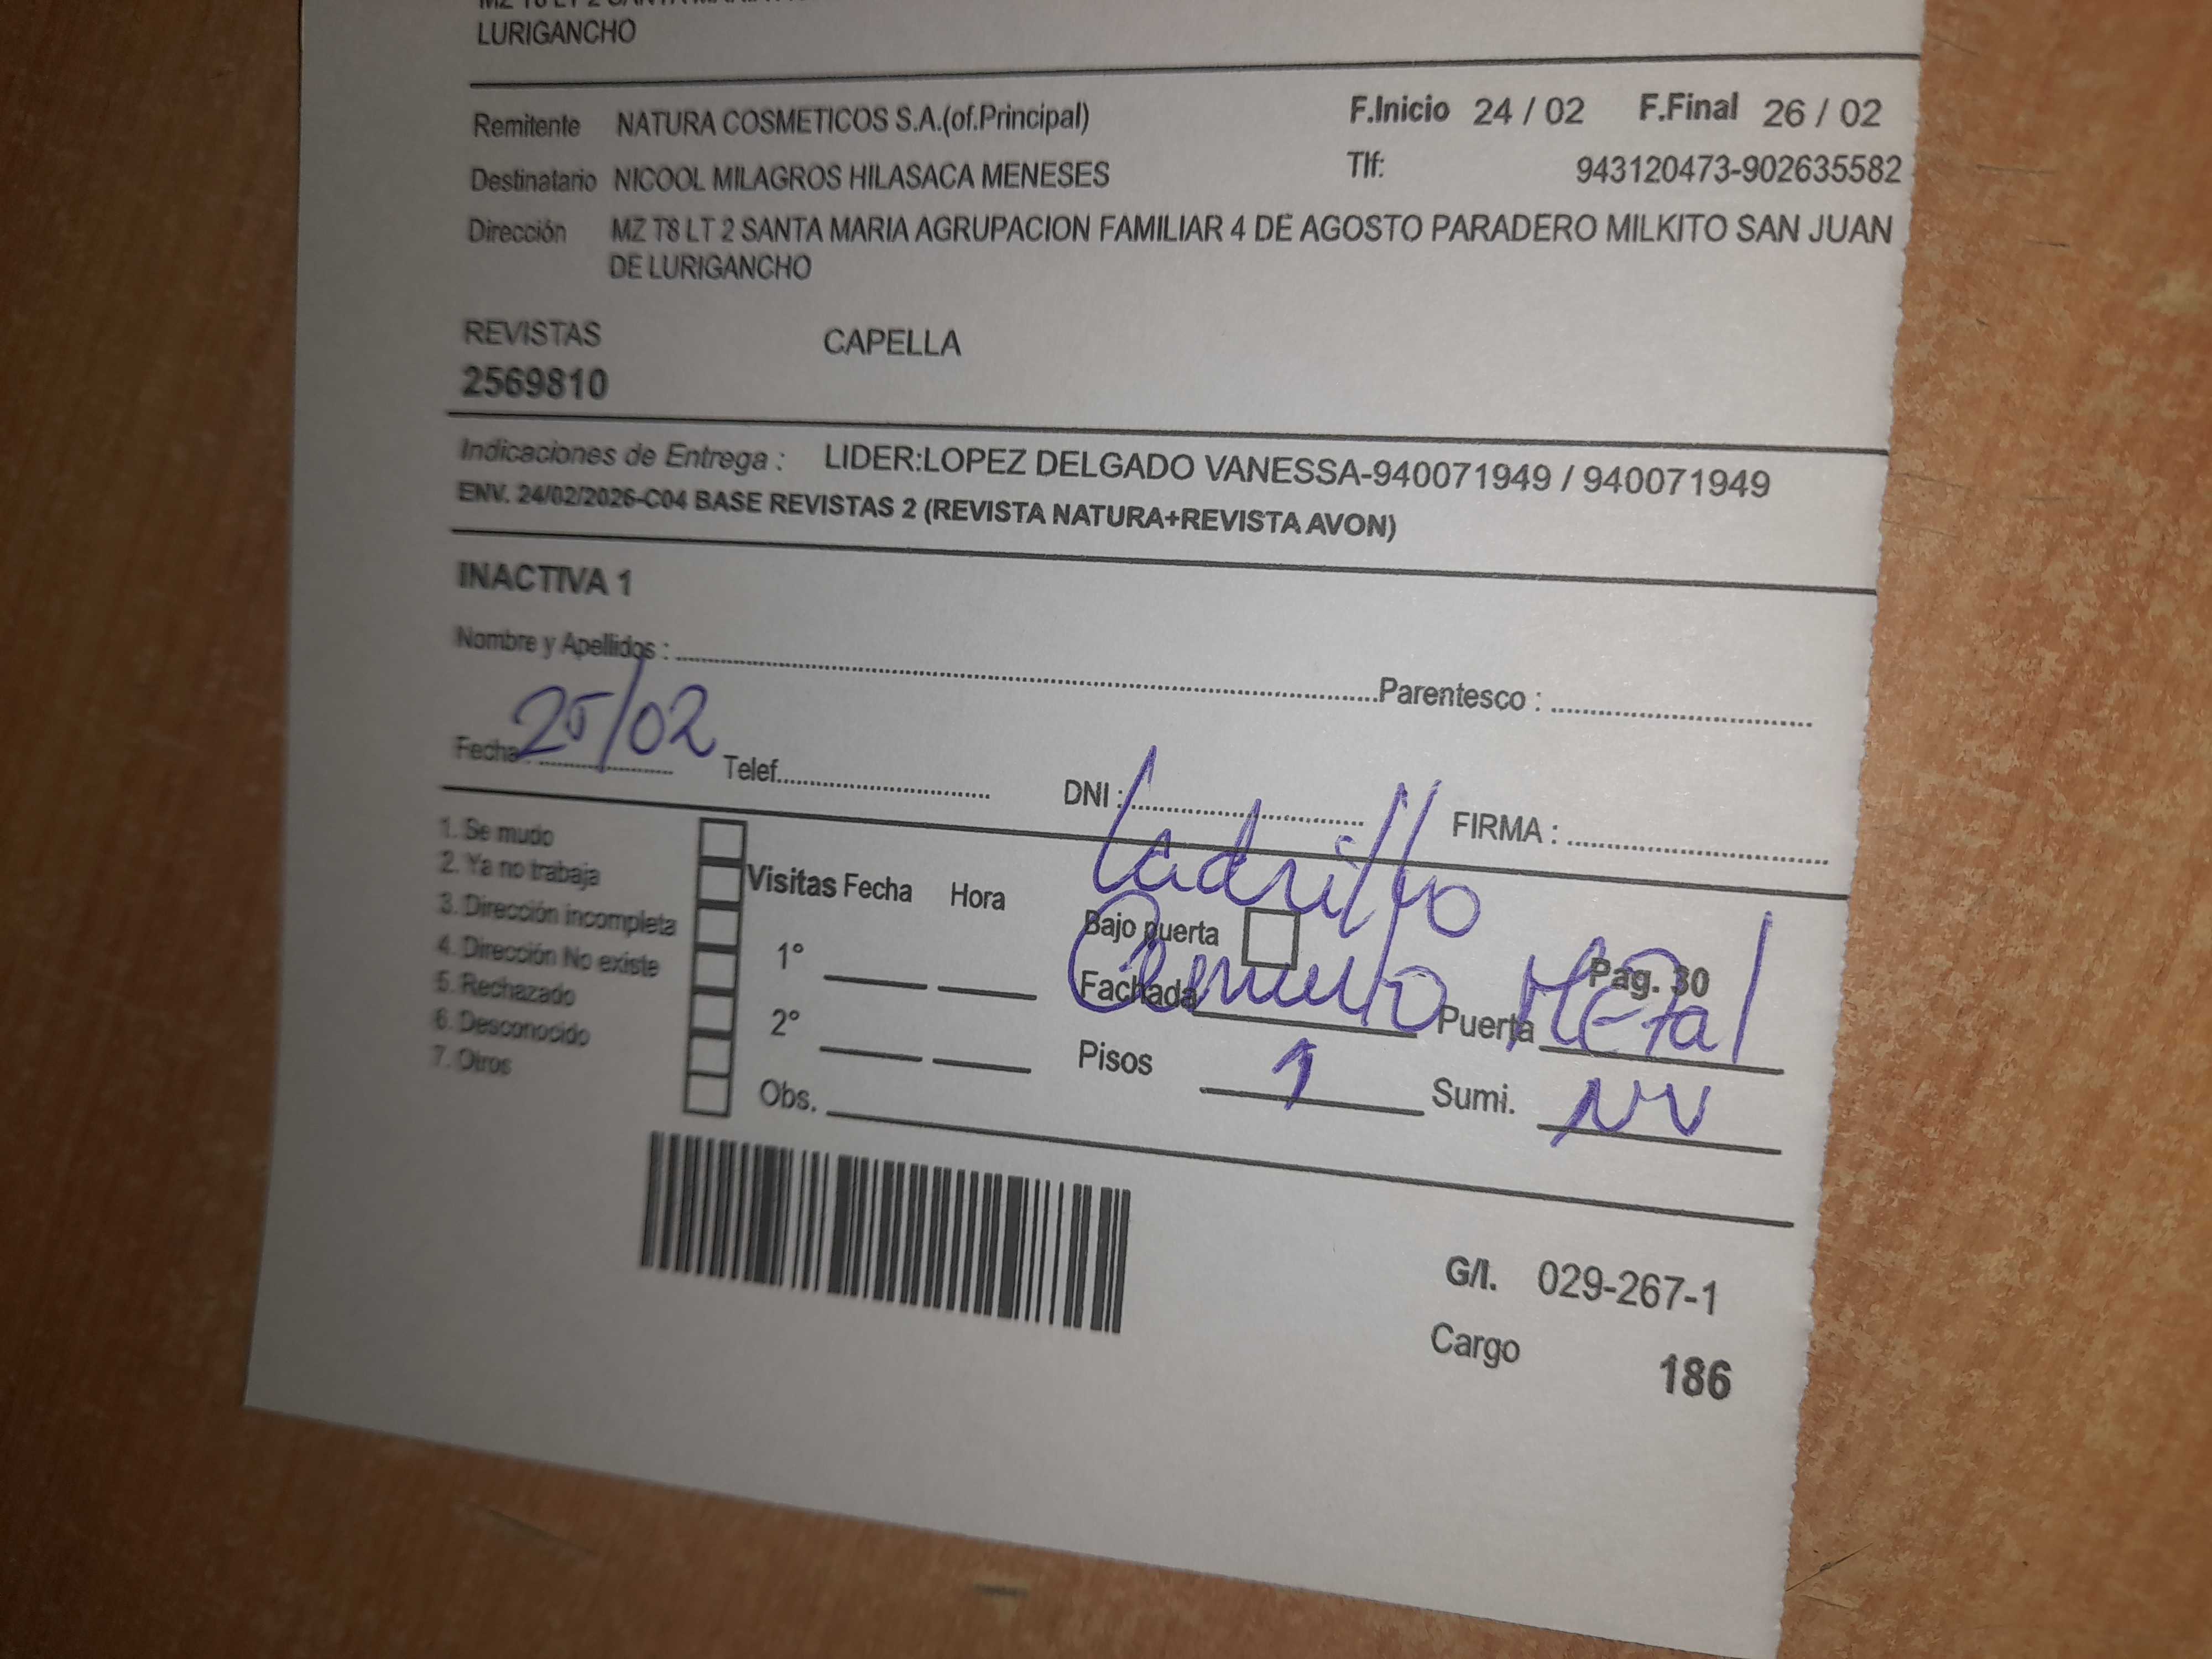 LURIGANCHO
Remitente NATURA COSMETICOS S.A.(of.Principal) F.Inicio 24 / 02 F.Final 26 / 02
Destinatario NICOOL MILAGROS HILASACA MENESES Tlf: 943120473-902635582
Dirección MZ T8 LT 2 SANTA MARIA AGRUPACION FAMILIAR 4 DE AGOSTO PARADERO MILKITO SAN JUAN
DE LURIGANCHO
REVISTAS CAPELLA
2569810
Indicaciones de Entrega : LIDER:LOPEZ DELGADO VANESSA-940071949 / 940071949
ENV. 24/02/2026-C04 BASE REVISTAS 2 (REVISTA NATURA+REVISTA AVON)
INACTIVA 1
Nombre y Apellidos : Parentesco :
Fecha : 25/02 Telef. DNI : FIRMA :
Ladrillo
1. Se mudo
2. Ya no trabaja
3. Dirección incompleta
4. Dirección No existe
5. Rechazado
6. Desconocido
7. Otros
Visitas Fecha Hora
1°
2°
Obs.
Bajo puerta Pag. 30
Fachada Puerta Metal
Pisos 1 Sumi. NV
G/I. 029-267-1
Cargo 186